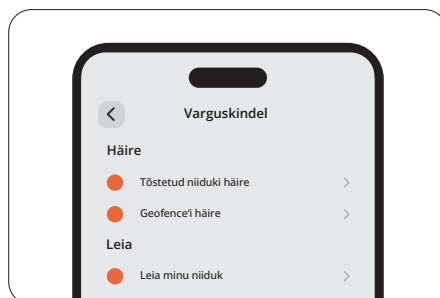 Varguskindel
Häire
Tõstetud niiduki häire
Geofence'i häire
Leia
Leia minu niiduk